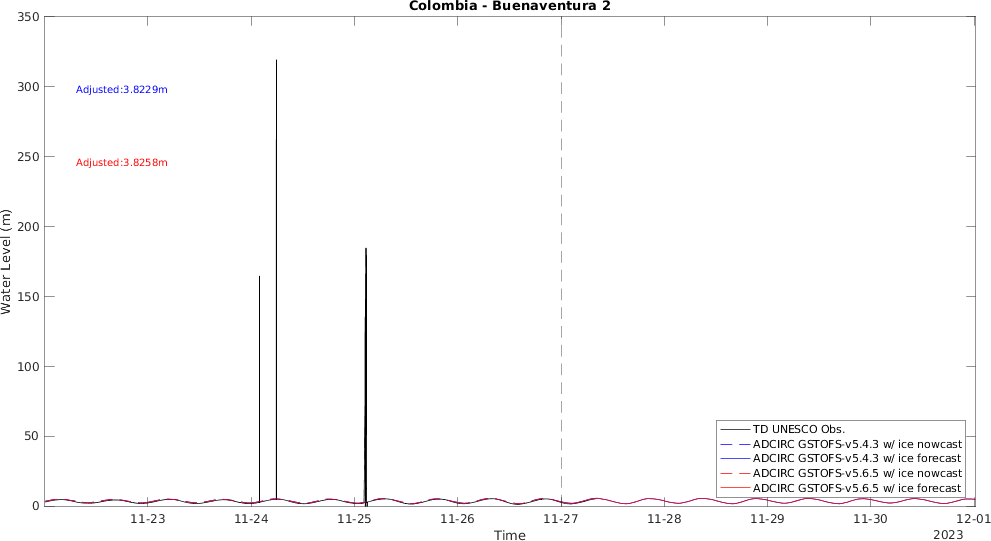 Colombia - Buenaventura 2
350
300
250
200
150
100
50
0
Water Level (m)
Adjusted:3.8229m
Adjusted:3.8258m
TD UNESCO Obs.
ADCIRC GSTOFS-v5.4.3 w/ ice nowcast
ADCIRC GSTOFS-v5.4.3 w/ ice forecast
ADCIRC GSTOFS-v5.6.5 w/ ice nowcast
ADCIRC GSTOFS-v5.6.5 w/ ice forecast
11-23 11-24 11-25 11-26 11-27 11-28 11-29 11-30 12-01
Time
2023